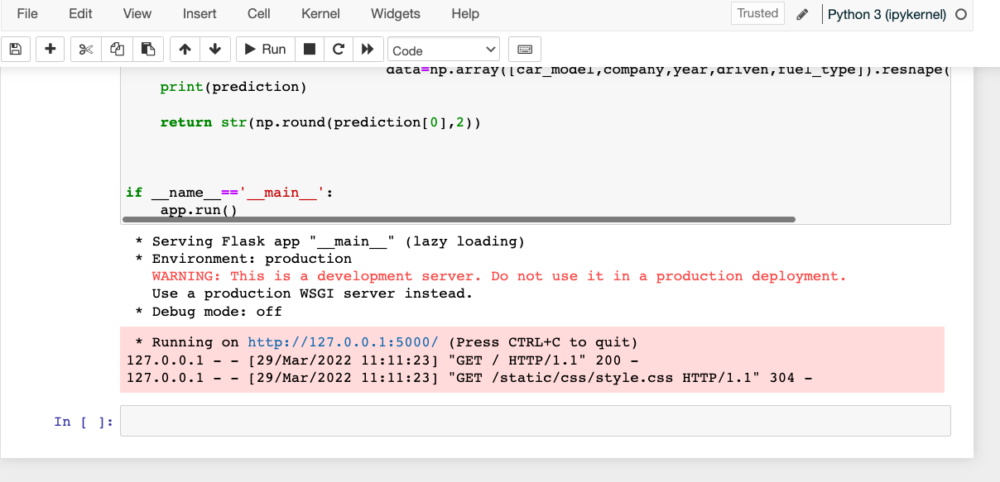 File Edit View Insert Cell Kernel Widgets Help Trusted Python 3 (ipykernel)
Run Code
data=np.array([car_model,company,year,driven,fuel_type]).reshape(
print(prediction)
return str(np.round(prediction[0],2))
if __name__=='__main__':
app.run()
* Serving Flask app "__main__" (lazy loading)
* Environment: production
WARNING: This is a development server. Do not use it in a production deployment.
Use a production WSGI server instead.
* Debug mode: off
* Running on http://127.0.0.1:5000/ (Press CTRL+C to quit)
127.0.0.1 - - [29/Mar/2022 11:11:23] "GET / HTTP/1.1" 200 -
127.0.0.1 - - [29/Mar/2022 11:11:23] "GET /static/css/style.css HTTP/1.1" 304 -
In [ ]: